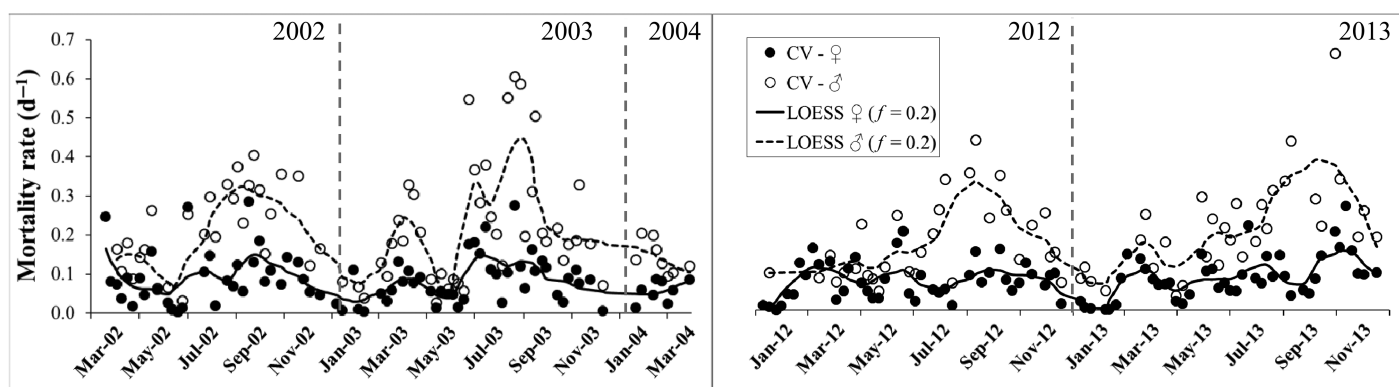 2002
2003
2004
2012
2013
Mortality rate (d⁻¹)
0.7
0.6
0.5
0.4
0.3
0.2
0.1
0.0
CV - ♀
CV - ♂
LOESS ♀ (f = 0.2)
LOESS ♂ (f = 0.2)
Mar-02
May-02
Jul-02
Sep-02
Nov-02
Jan-03
Mar-03
May-03
Jul-03
Sep-03
Nov-03
Jan-04
Mar-04
Jan-12
Mar-12
May-12
Jul-12
Sep-12
Nov-12
Jan-13
Mar-13
May-13
Jul-13
Sep-13
Nov-13